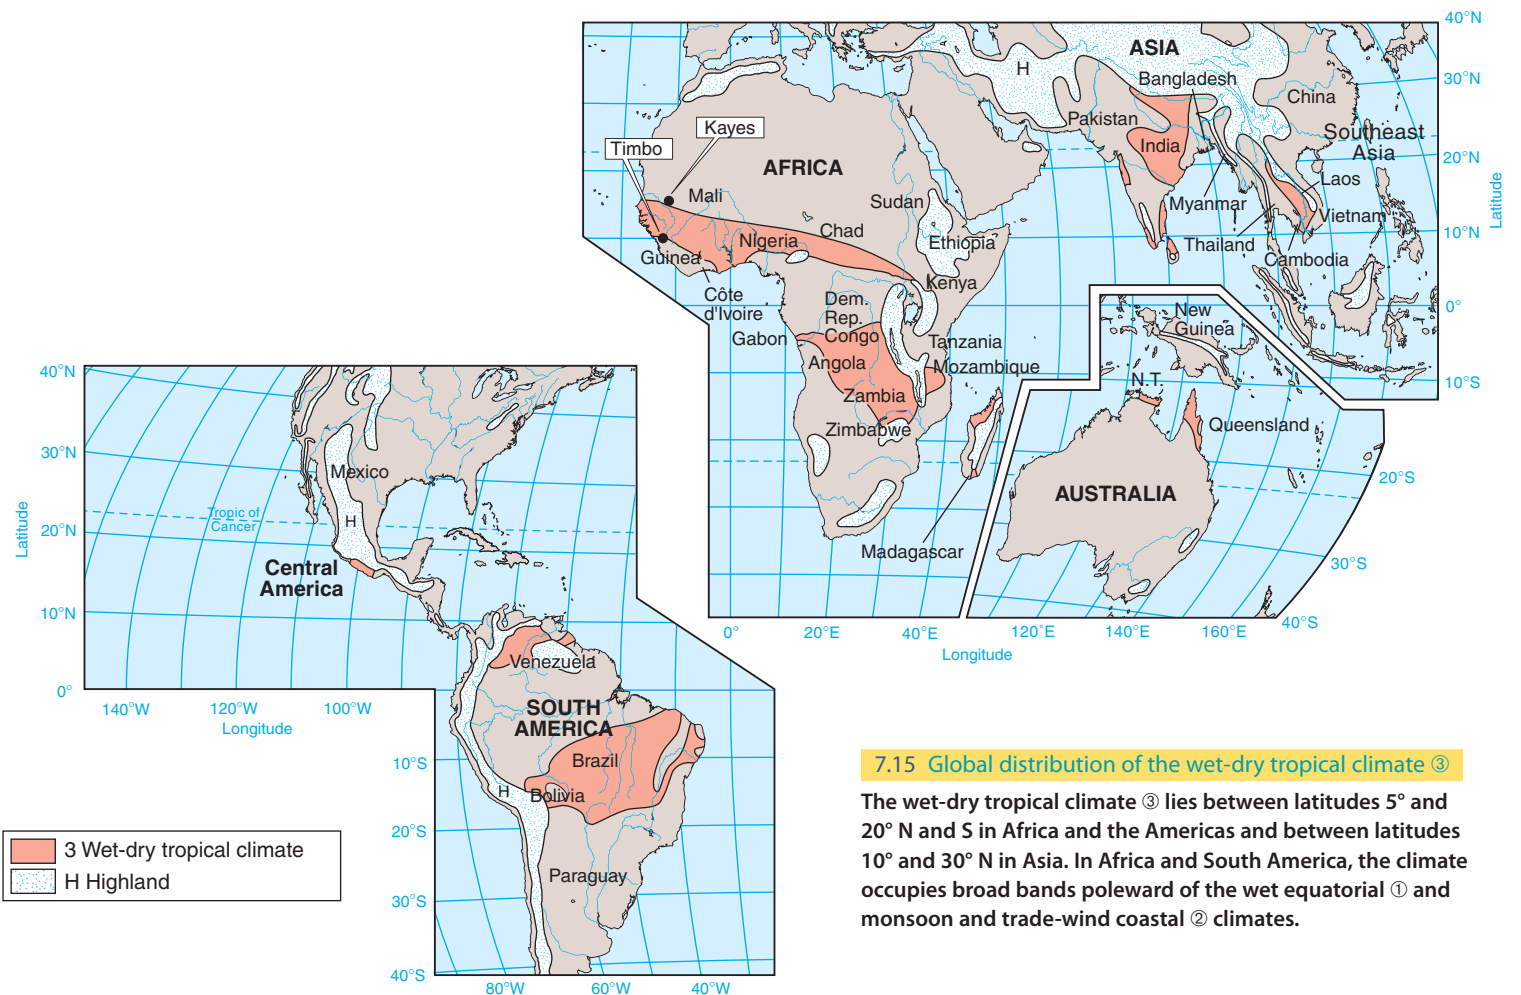 40°N
30°N
20°N
10°N
0°
10°S
Latitude
ASIA
H
Bangladesh
China
Pakistan
Southeast
Asia
India
Laos
Myanmar
Vietnam
Thailand
Cambodia
Kayes
Timbo
AFRICA
Mali
Sudan
Chad
NIgeria
Ethiopia
Guinea
Kenya
Côte
d'Ivoire
Dem.
Rep.
Congo
Gabon
Tanzania
Angola
Mozambique
Zambia
Zimbabwe
Madagascar
New
Guinea
N.T.
Queensland
AUSTRALIA
20°S
30°S
40°S
0°
20°E
40°E
120°E
140°E
160°E
Longitude
40°N
30°N
20°N
10°N
0°
Latitude
Mexico
Tropic of
Cancer
H
Central
America
140°W
120°W
100°W
Longitude
Venezuela
SOUTH
AMERICA
Brazil
H
Bolivia
Paraguay
10°S
20°S
30°S
40°S
80°W
60°W
40°W
3 Wet-dry tropical climate
H Highland
7.15 Global distribution of the wet-dry tropical climate ③
The wet-dry tropical climate ③ lies between latitudes 5° and
20° N and S in Africa and the Americas and between latitudes
10° and 30° N in Asia. In Africa and South America, the climate
occupies broad bands poleward of the wet equatorial ① and
monsoon and trade-wind coastal ② climates.